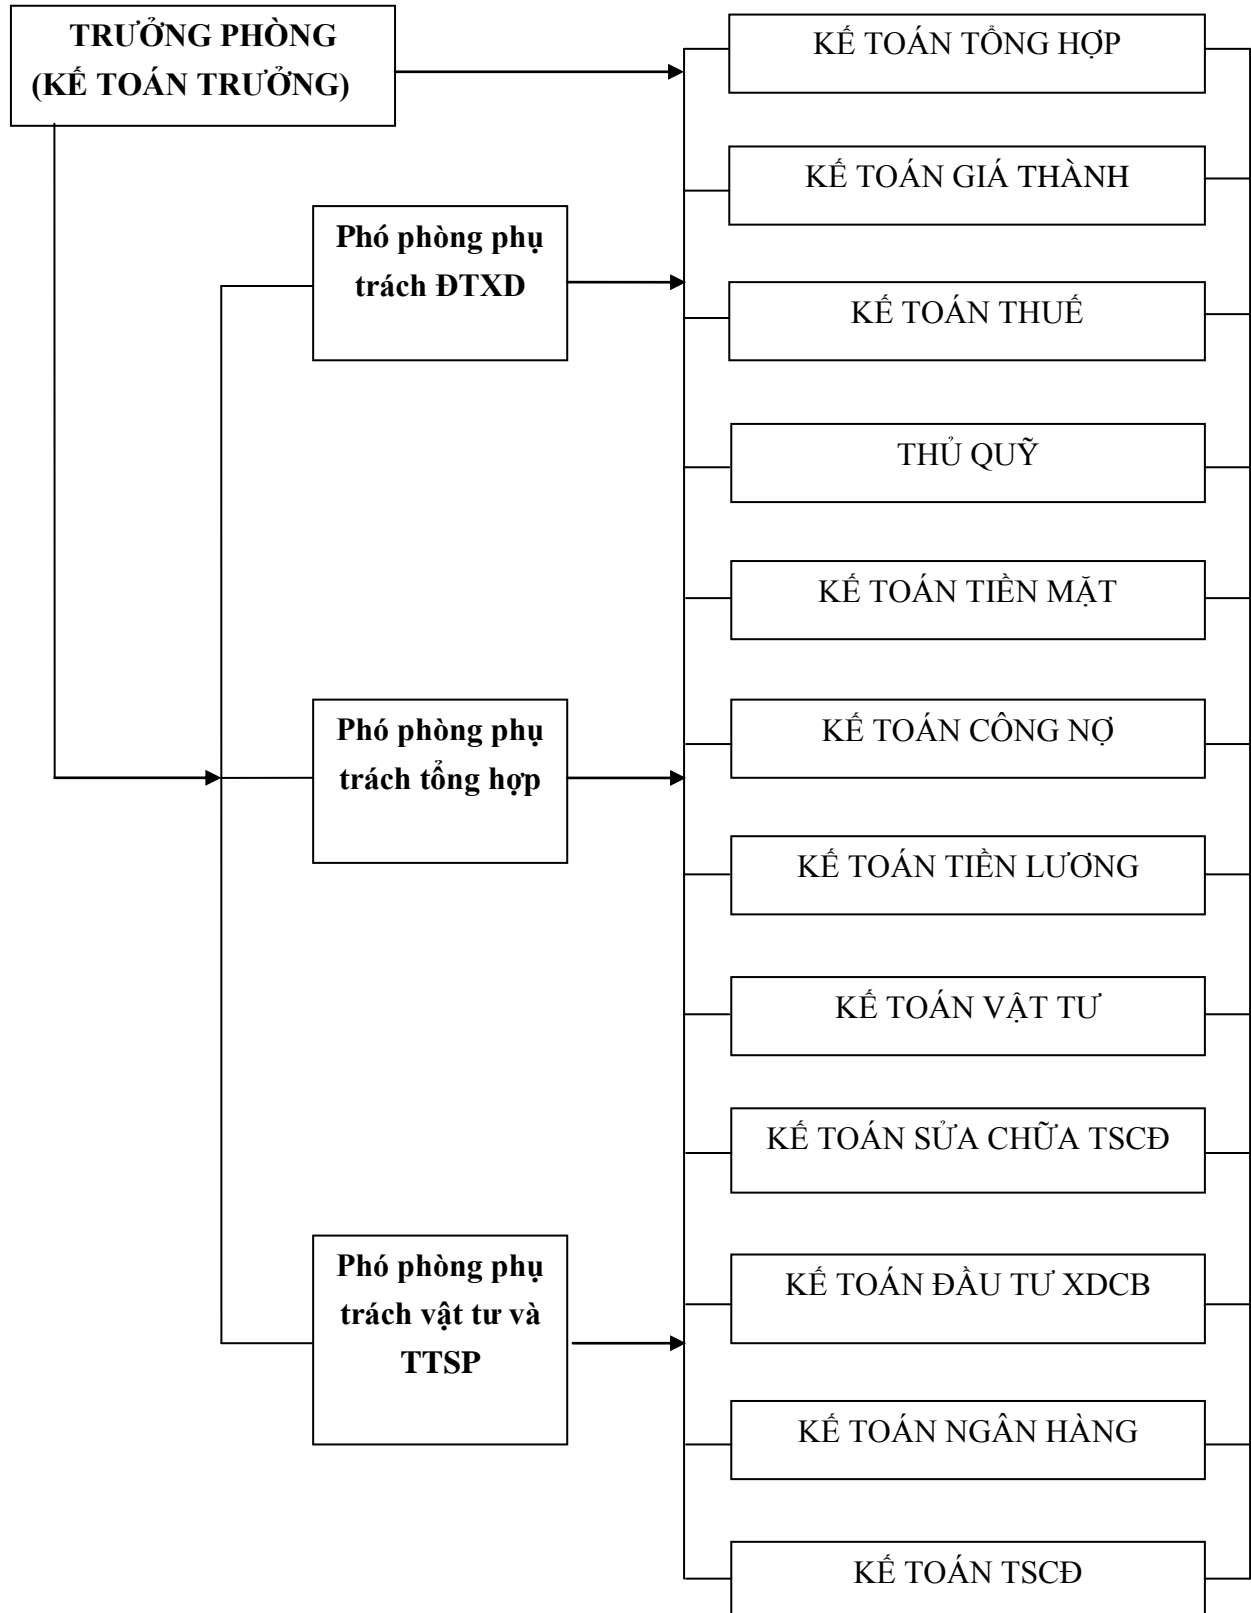 TRƯỞNG PHÒNG
(KẾ TOÁN TRƯỞNG)
Phó phòng phụ
trách ĐTXD
Phó phòng phụ
trách tổng hợp
Phó phòng phụ
trách vật tư và
TTSP
KẾ TOÁN TỔNG HỢP
KẾ TOÁN GIÁ THÀNH
KẾ TOÁN THUẾ
THỦ QUỸ
KẾ TOÁN TIỀN MẶT
KẾ TOÁN CÔNG NỢ
KẾ TOÁN TIỀN LƯƠNG
KẾ TOÁN VẬT TƯ
KẾ TOÁN SỬA CHỮA TSCĐ
KẾ TOÁN ĐẦU TƯ XDCB
KẾ TOÁN NGÂN HÀNG
KẾ TOÁN TSCĐ